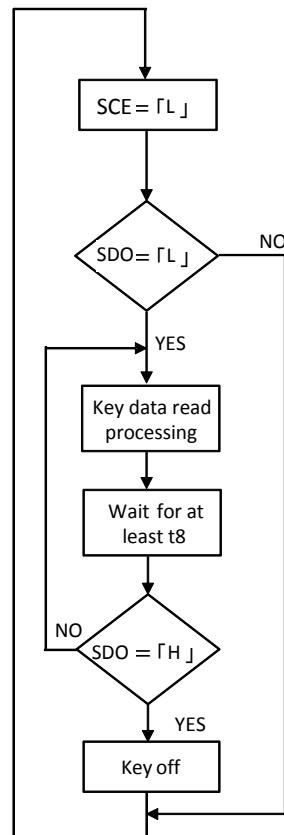 SCE＝「L」
SDO＝「L」
NO
YES
Key data read
processing
Wait for at
least t8
NO
SDO＝「H」
YES
Key off